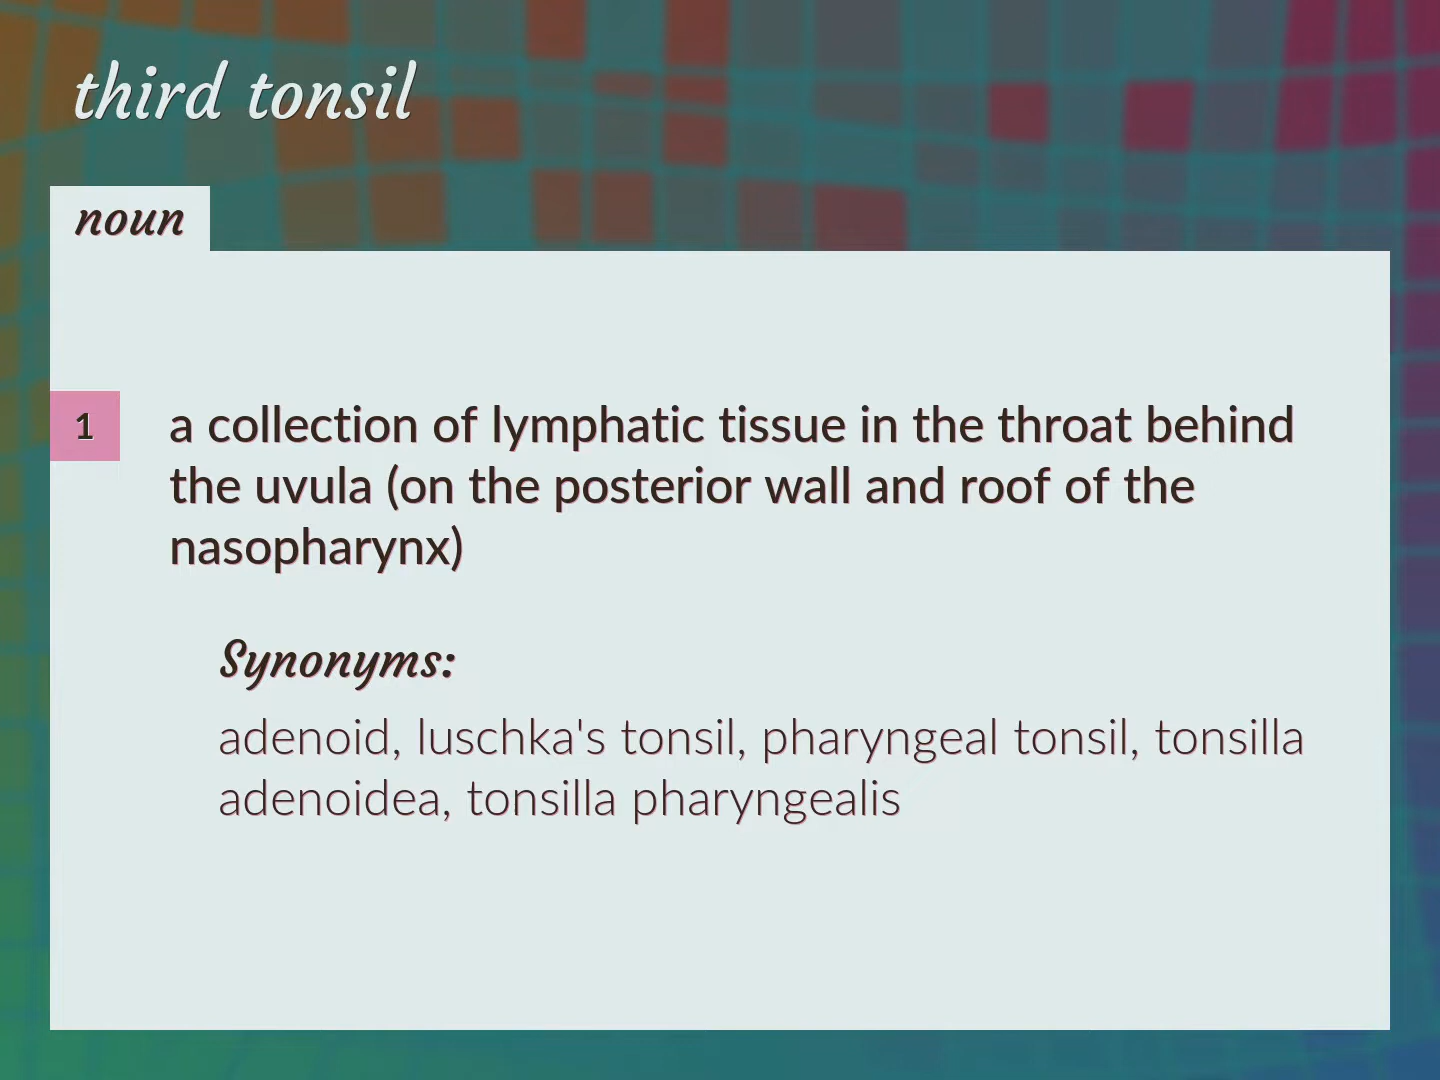 third tonsil
noun
1
a collection of lymphatic tissue in the throat behind
the uvula (on the posterior wall and roof of the
nasopharynx)
Synonyms:
adenoid, luschka's tonsil, pharyngeal tonsil, tonsilla
adenoidea, tonsilla pharyngealis